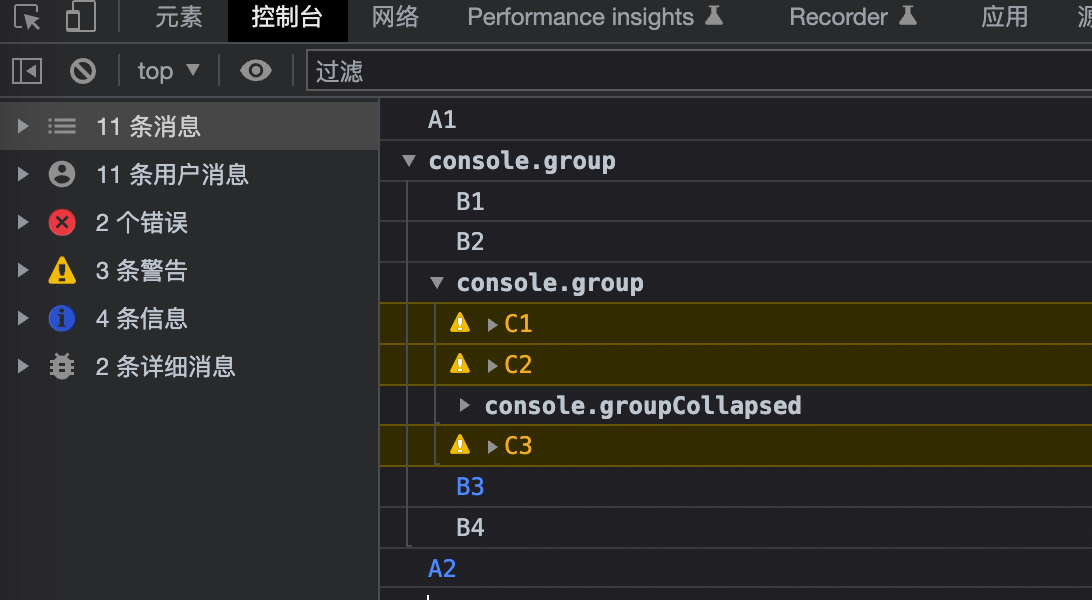 元素 控制台 网络 Performance insights Recorder 应用 源
top 过滤
11 条消息
11 条用户消息
2 个错误
3 条警告
4 条信息
2 条详细消息
A1
console.group
B1
B2
console.group
C1
C2
console.groupCollapsed
C3
B3
B4
A2